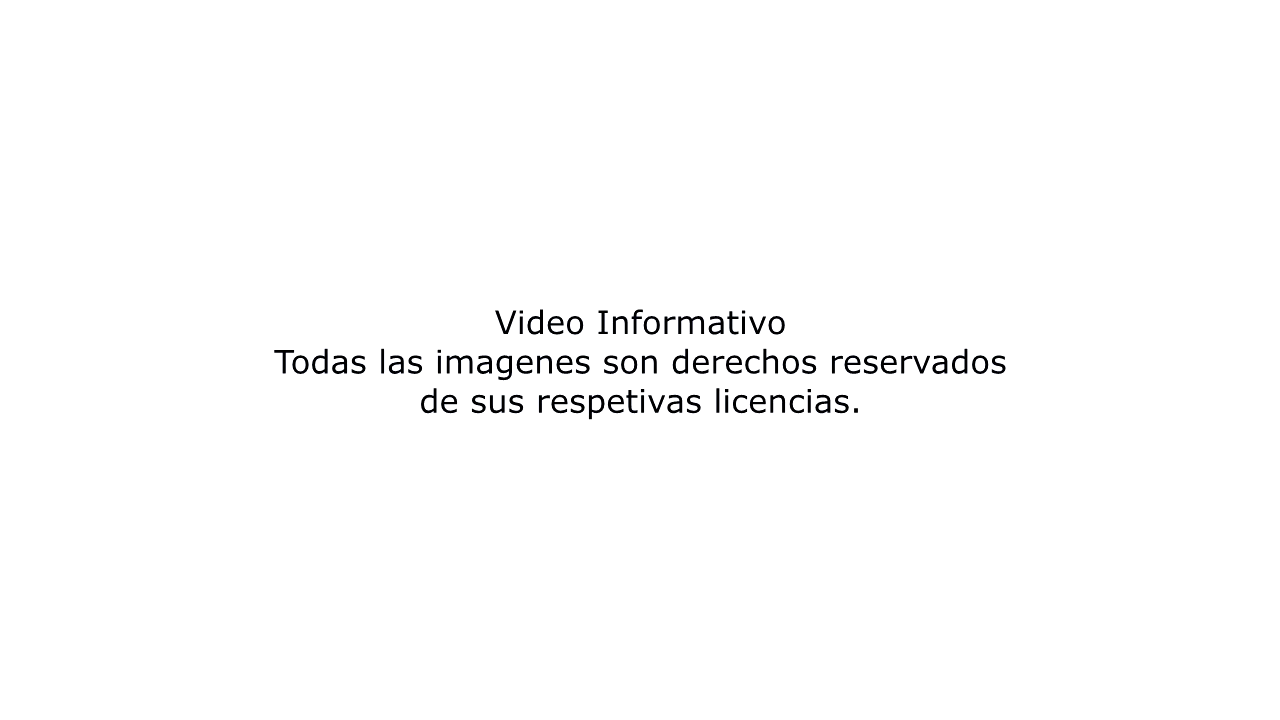 Video Informativo
Todas las imagenes son derechos reservados
de sus respetivas licencias.